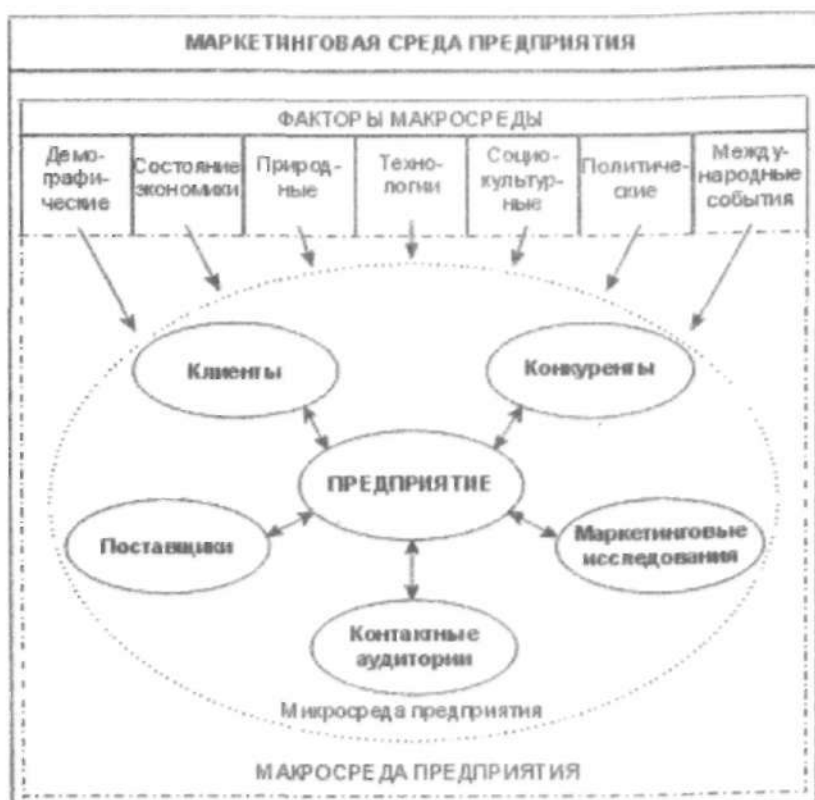 МАРКЕТИНГОВАЯ СРЕДА ПРЕДПРИЯТИЯ
ФАКТОРЫ МАКРОСРЕДЫ
Демо-
графи-
ческие
Состояние
экономики
Природ-
ные
Техно-
логии
Социо-
культур-
ные
Политиче-
ские
Между-
народные
события
Клиенты
Конкуренты
ПРЕДПРИЯТИЕ
Поставщики
Маркетинговые
исследования
Контактные
аудитории
Микросреда предприятия
МАКРОСРЕДА ПРЕДПРИЯТИЯ